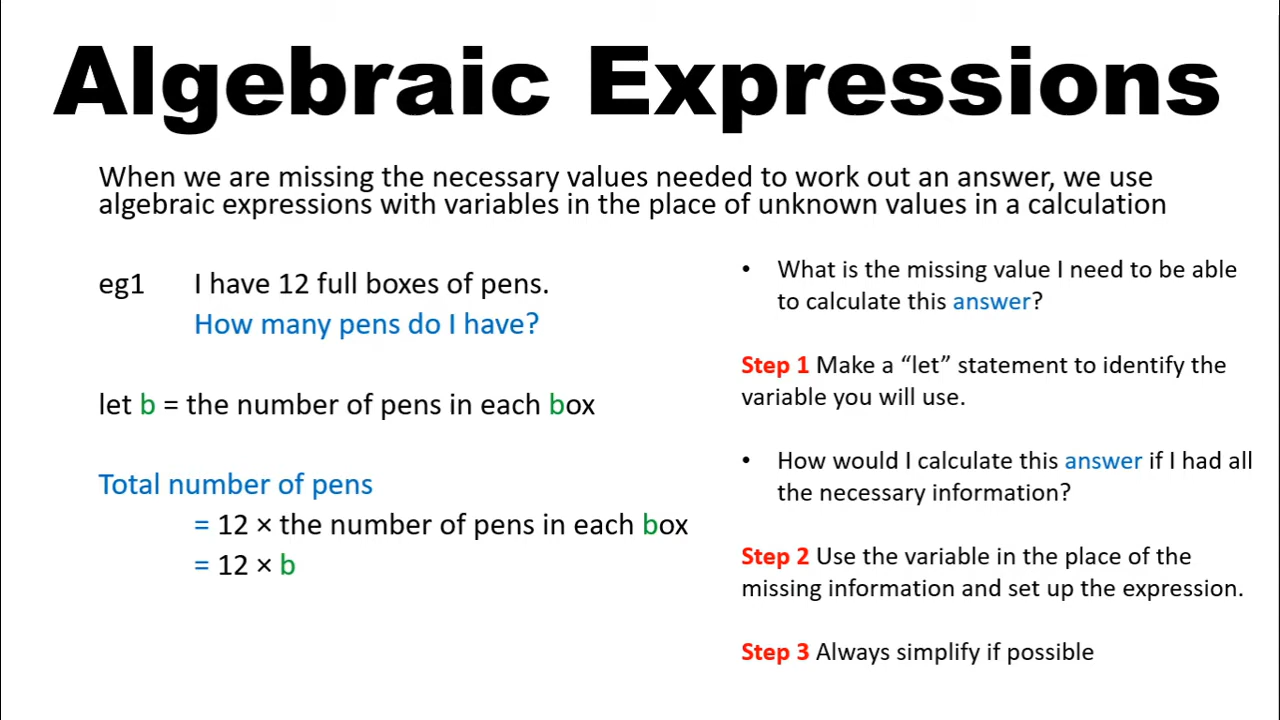 Algebraic Expressions
When we are missing the necessary values needed to work out an answer, we use
algebraic expressions with variables in the place of unknown values in a calculation
eg1 I have 12 full boxes of pens.
How many pens do I have?
let b = the number of pens in each box
Total number of pens
= 12 × the number of pens in each box
= 12 × b
• What is the missing value I need to be able
to calculate this answer?
Step 1 Make a “let” statement to identify the
variable you will use.
• How would I calculate this answer if I had all
the necessary information?
Step 2 Use the variable in the place of the
missing information and set up the expression.
Step 3 Always simplify if possible